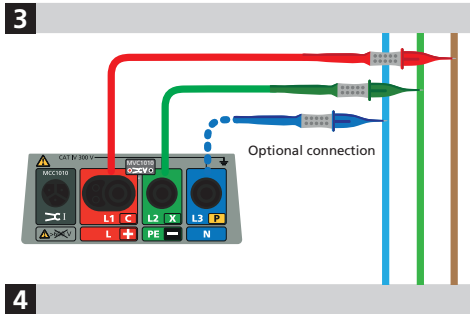 3
Optional connection
CAT IV 300 V
MVC1010
MCC1010
V
I
L1 C L2 X L3 P
>V L + PE − N
4